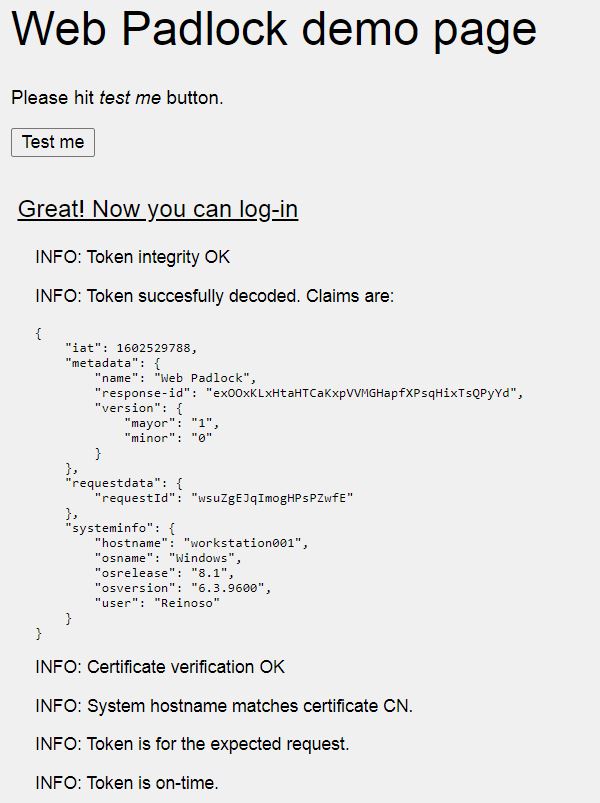 Web Padlock demo page
Please hit test me button.
Test me
Great! Now you can log-in
INFO: Token integrity OK
INFO: Token succesfully decoded. Claims are:
{
    "iat": 1602529788,
    "metadata": {
        "name": "Web Padlock",
        "response-id": "exOOxKLxHtaHTCaKxpVVMGHapfXPsqHixTsQPyYd",
        "version": {
            "mayor": "1",
            "minor": "0"
        }
    },
    "requestdata": {
        "requestId": "wsuZgEJqImogHPsPZwfE"
    },
    "systeminfo": {
        "hostname": "workstation001",
        "osname": "Windows",
        "osrelease": "8.1",
        "osversion": "6.3.9600",
        "user": "Reinoso"
    }
}
INFO: Certificate verification OK
INFO: System hostname matches certificate CN.
INFO: Token is for the expected request.
INFO: Token is on-time.